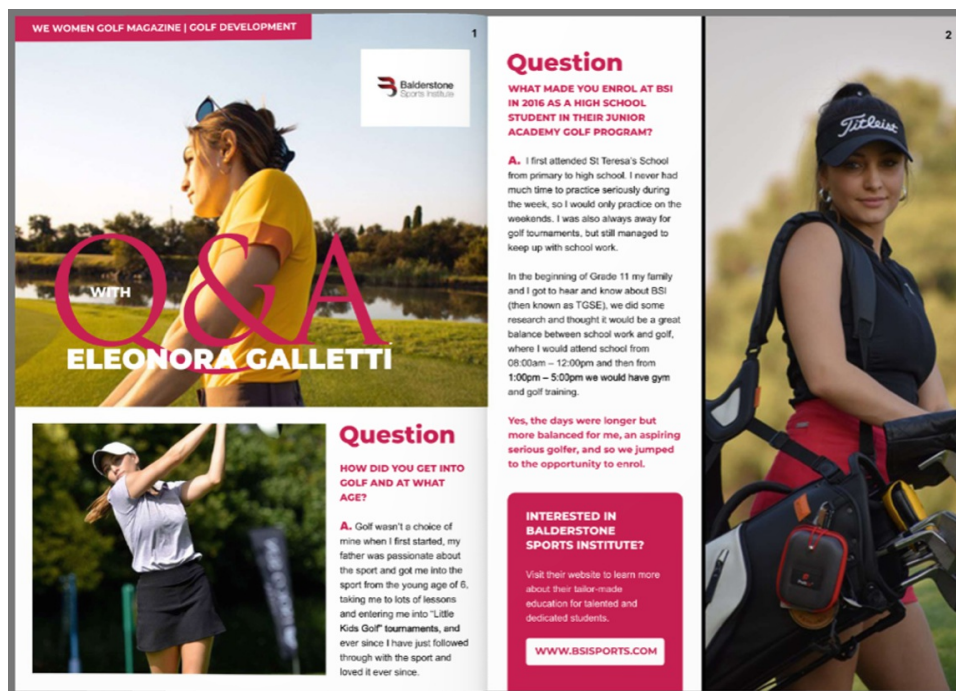 WE WOMEN GOLF MAGAZINE | GOLF DEVELOPMENT
1
Balderstone
Sports Institute
Q&A
WITH
ELEONORA GALLETTI
Question
HOW DID YOU GET INTO
GOLF AND AT WHAT
AGE?
A. Golf wasn't a choice of
mine when I first started, my
father was passionate about
the sport and got me into the
sport from the young age of 6,
taking me to lots of lessons
and entering me into "Little
Kids Golf" tournaments, and
ever since I have just followed
through with the sport and
loved it ever since.
Question
WHAT MADE YOU ENROL AT BSI
IN 2016 AS A HIGH SCHOOL
STUDENT IN THEIR JUNIOR
ACADEMY GOLF PROGRAM?
A. I first attended St Teresa's School
from primary to high school. I never had
much time to practice seriously during
the week, so I would only practice on the
weekends. I was also always away for
golf tournaments, but still managed to
keep up with school work.
In the beginning of Grade 11 my family
and I got to hear and know about BSI
(then known as TGSE), we did some
research and thought it would be a great
balance between school work and golf,
where I would attend school from
08:00am – 12:00pm and then from
1:00pm – 5:00pm we would have gym
and golf training.
Yes, the days were longer but
more balanced for me, an aspiring
serious golfer, and so we jumped
to the opportunity to enrol.
INTERESTED IN
BALDERSTONE
SPORTS INSTITUTE?
Visit their website to learn more
about their tailor-made
education for talented and
dedicated students.
WWW.BSISPORTS.COM
2
Titleist